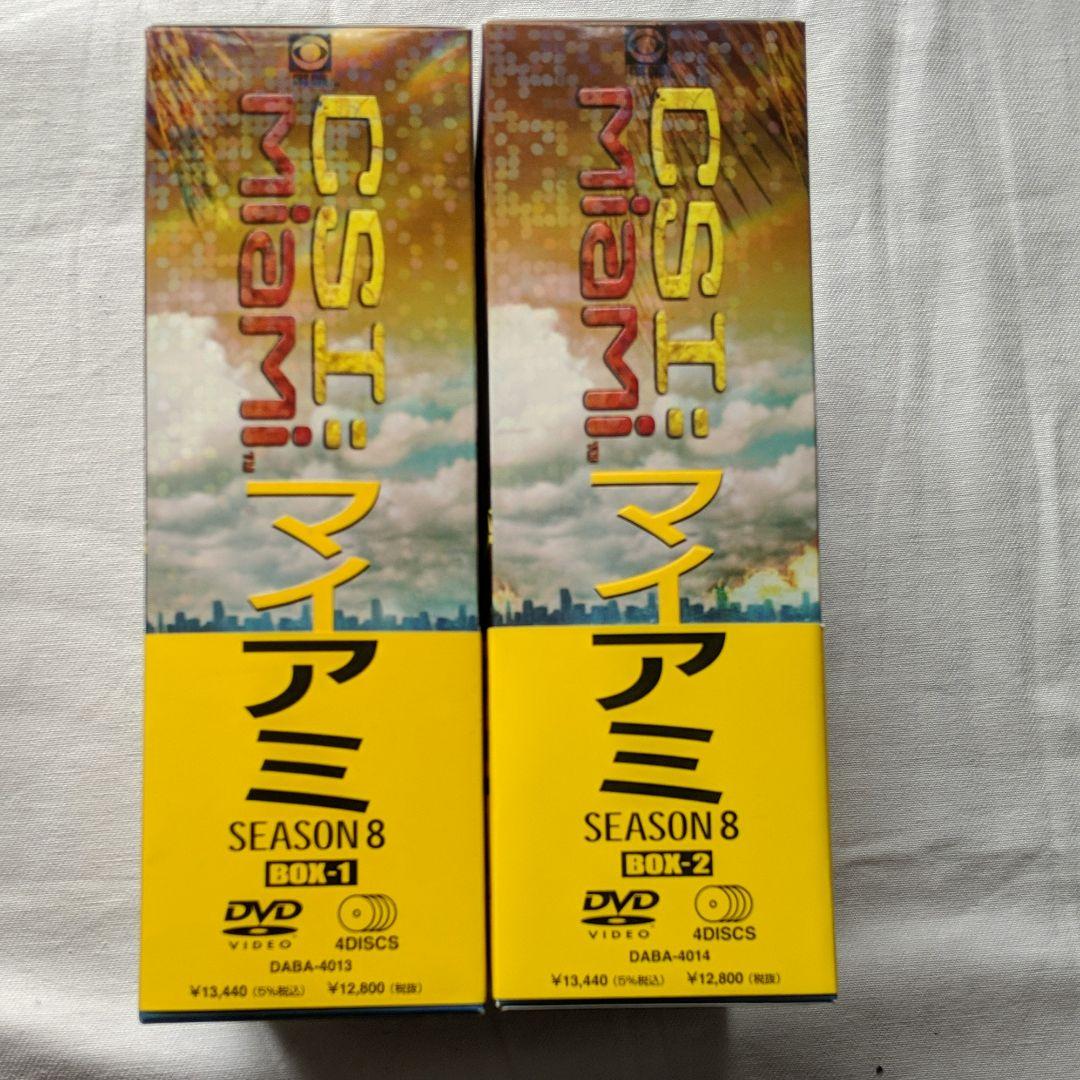 CSI:
MiaMi™
マイアミ
SEASON 8
BOX-1
DVD
VIDEO
4DISCS
DABA-4013
¥13,440（5%税込） ¥12,800（税抜）
CSI:
MiaMi™
マイアミ
SEASON 8
BOX-2
DVD
VIDEO
4DISCS
DABA-4014
¥13,440（5%税込） ¥12,800（税抜）